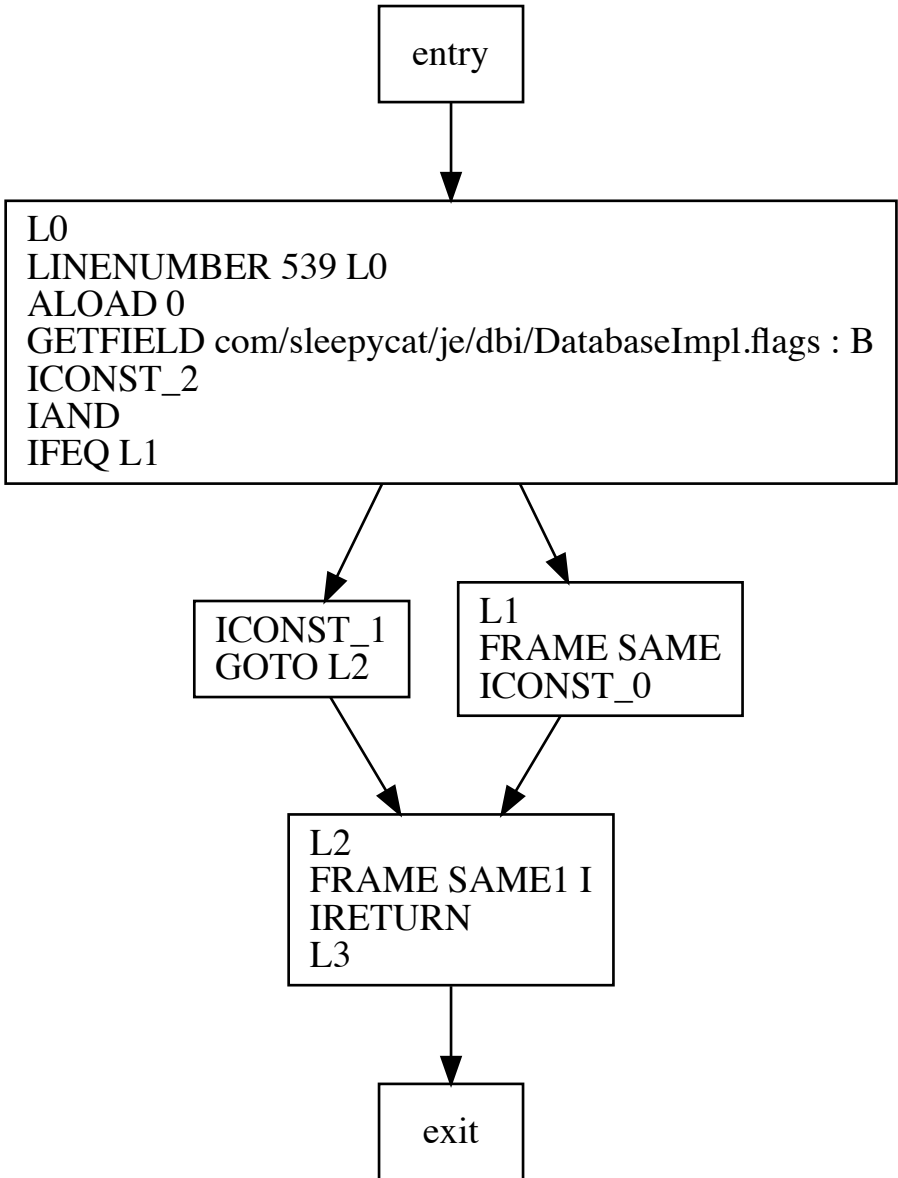 entry
L0
LINENUMBER 539 L0
ALOAD 0
GETFIELD com/sleepycat/je/dbi/DatabaseImpl.flags : B
ICONST_2
IAND
IFEQ L1
ICONST_1
GOTO L2
L1
FRAME SAME
ICONST_0
L2
FRAME SAME1 I
IRETURN
L3
exit